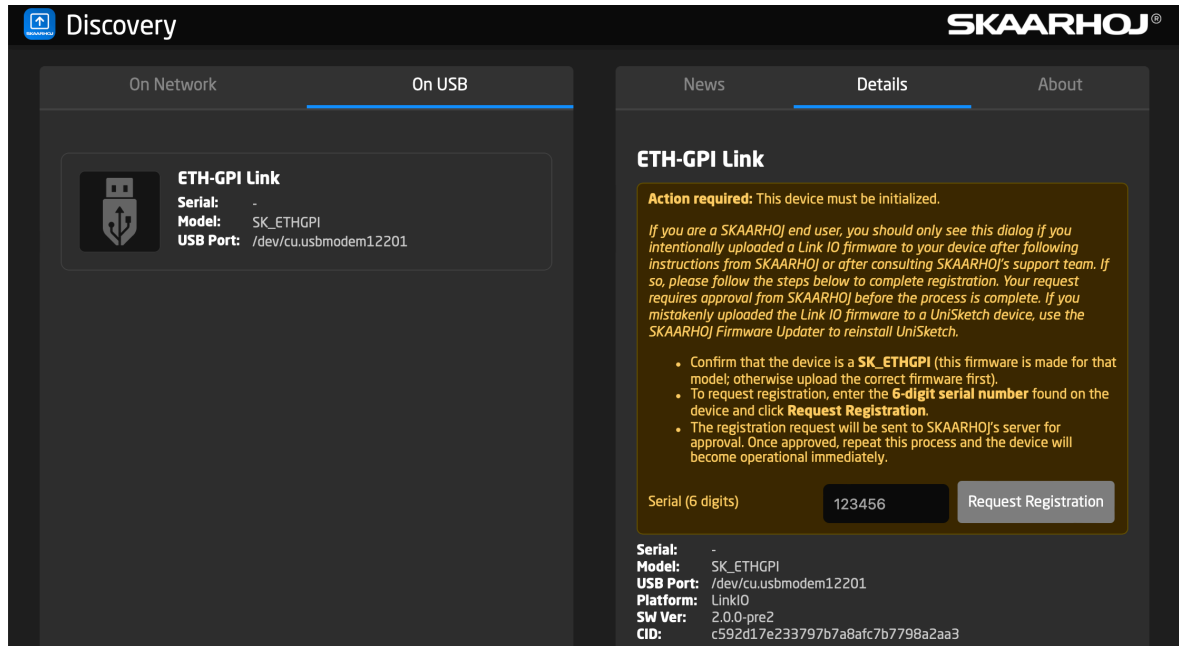 Discovery
SKAARHOJ®
On Network
On USB
ETH-GPI Link
Serial: -
Model: SK_ETHGPI
USB Port: /dev/cu.usbmodem12201
News
Details
About
ETH-GPI Link
Action required: This device must be initialized.
If you are a SKAARHOJ end user, you should only see this dialog if you
intentionally uploaded a Link IO firmware to your device after following
instructions from SKAARHOJ or after consulting SKAARHOJ's support team. If
so, please follow the steps below to complete registration. Your request
requires approval from SKAARHOJ before the process is complete. If you
mistakenly uploaded the Link IO firmware to a UniSketch device, use the
SKAARHOJ Firmware Updater to reinstall UniSketch.
• Confirm that the device is a SK_ETHGPI (this firmware is made for that
model; otherwise upload the correct firmware first).
• To request registration, enter the 6-digit serial number found on the
device and click Request Registration.
• The registration request will be sent to SKAARHOJ's server for
approval. Once approved, repeat this process and the device will
become operational immediately.
Serial (6 digits)
123456
Request Registration
Serial: -
Model: SK_ETHGPI
USB Port: /dev/cu.usbmodem12201
Platform: LinkIO
SW Ver: 2.0.0-pre2
CID: c592d17e233797b7a8afc7b7798a2aa3